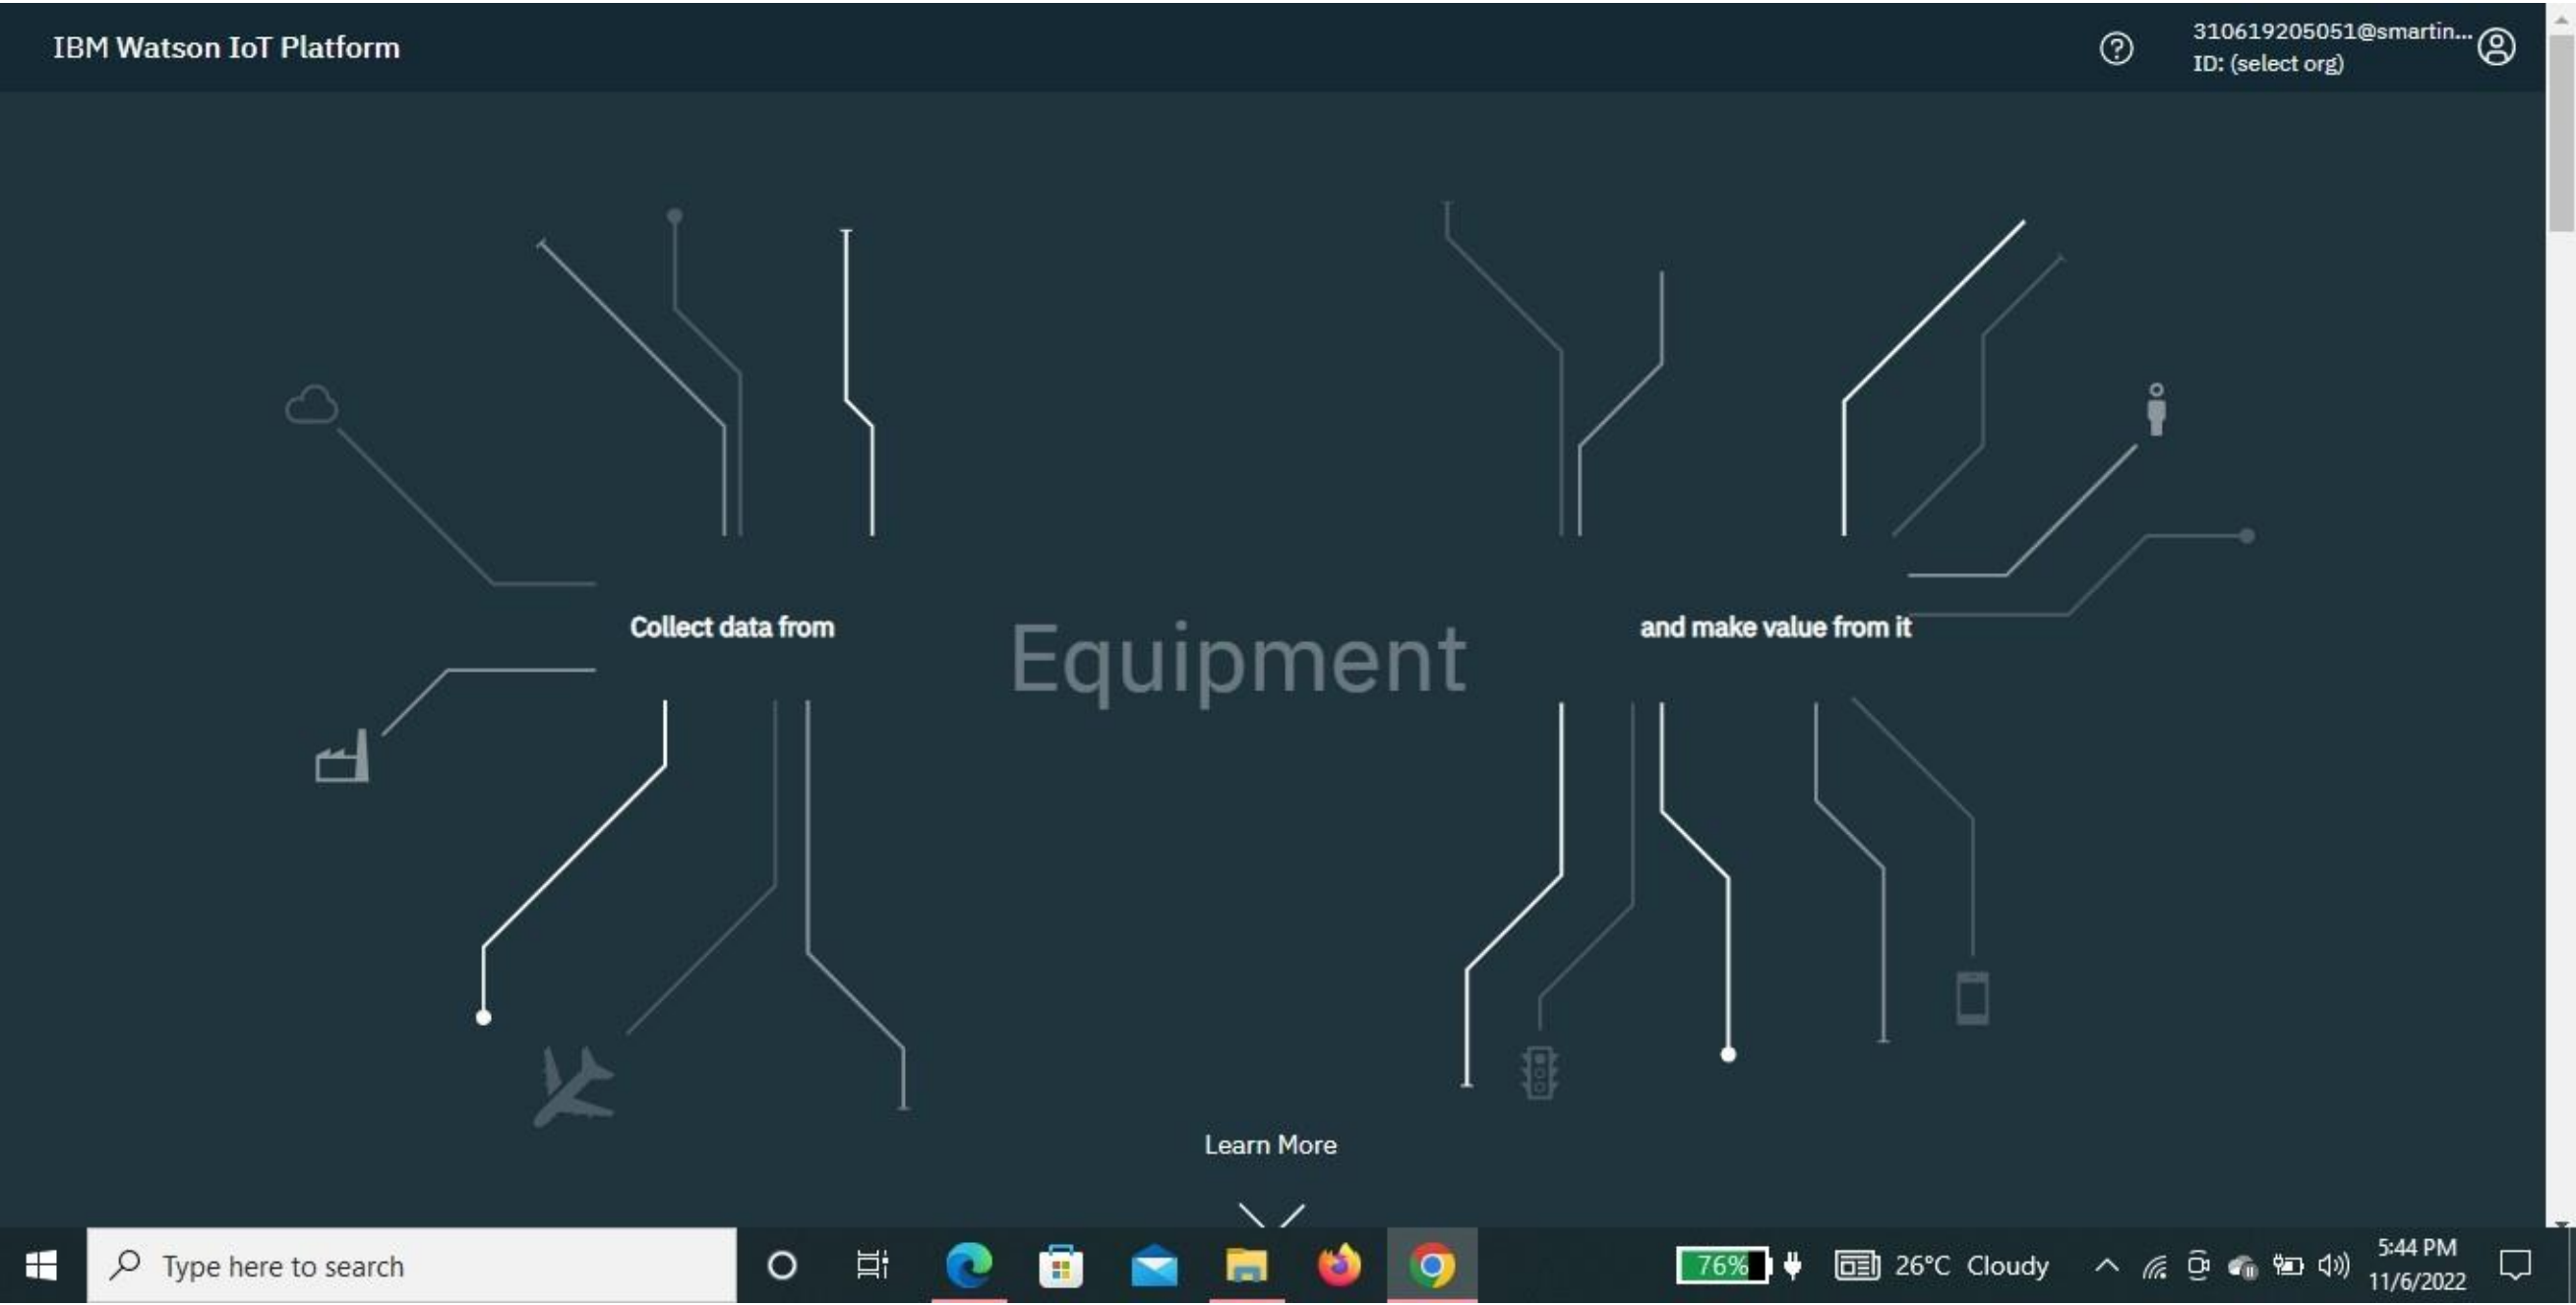 IBM Watson IoT Platform
310619205051@smartin...
ID: (select org)
Collect data from
Equipment
and make value from it
Learn More
Type here to search
76%
26°C Cloudy
5:44 PM
11/6/2022